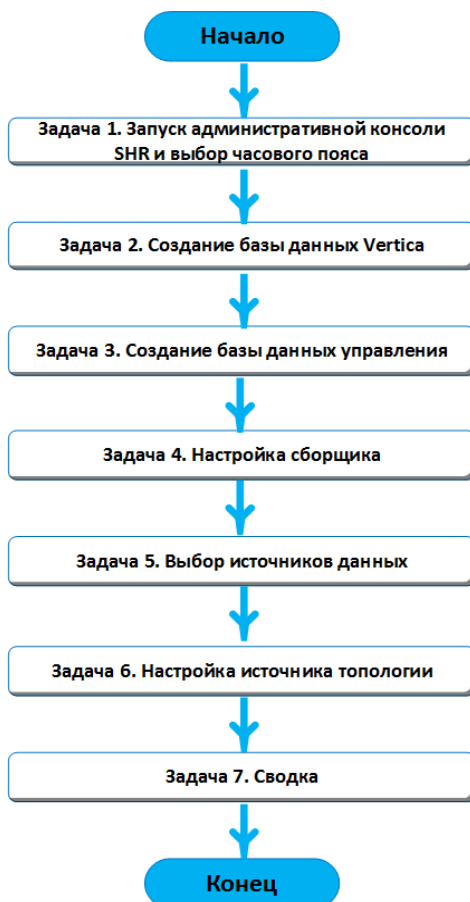 Начало
Задача 1. Запуск административной консоли
SHR и выбор часового пояса
Задача 2. Создание базы данных Vertica
Задача 3. Создание базы данных управления
Задача 4. Настройка сборщика
Задача 5. Выбор источников данных
Задача 6. Настройка источника топологии
Задача 7. Сводка
Конец